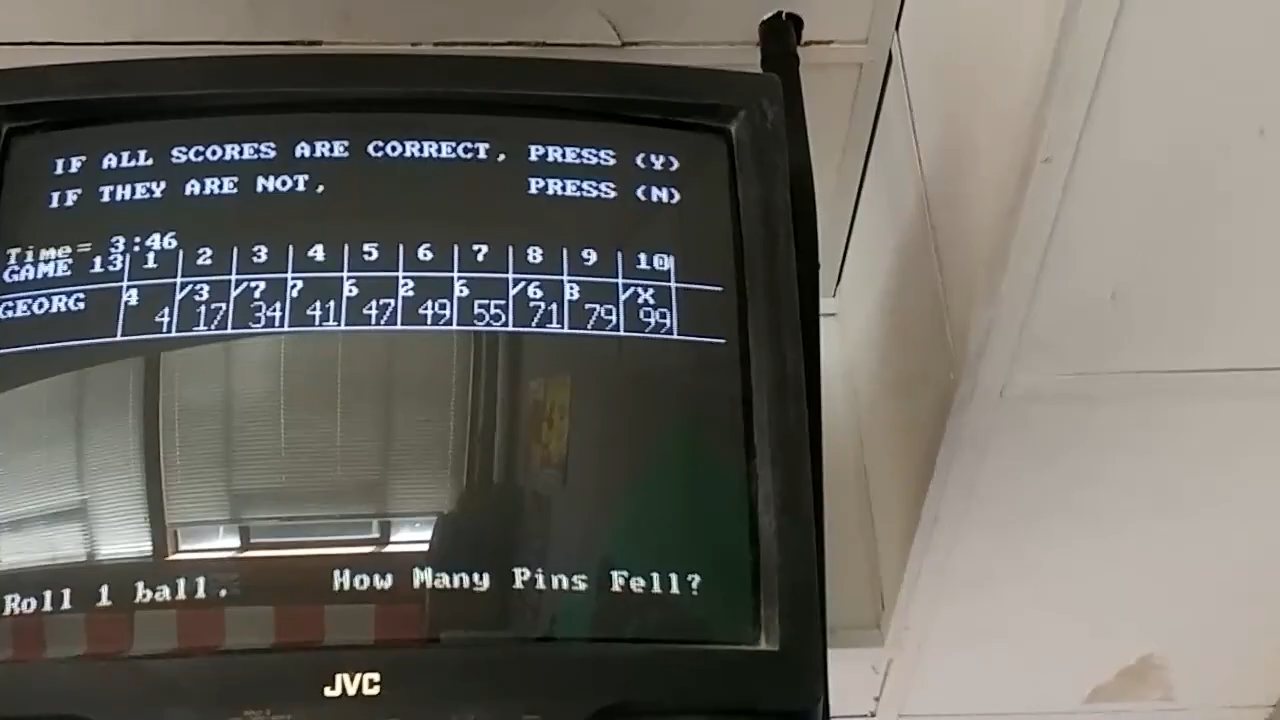 IF ALL SCORES ARE CORRECT, PRESS (Y)
IF THEY ARE NOT, PRESS (N)
Time= 3:46
GAME 13 1 2 3 4 5 6 7 8 9 10
GEORG 4 /3 /7 7 6 2 6 /6 8 /X
4 17 34 41 47 49 55 71 79 99
Roll 1 ball. How Many Pins Fell?
JVC